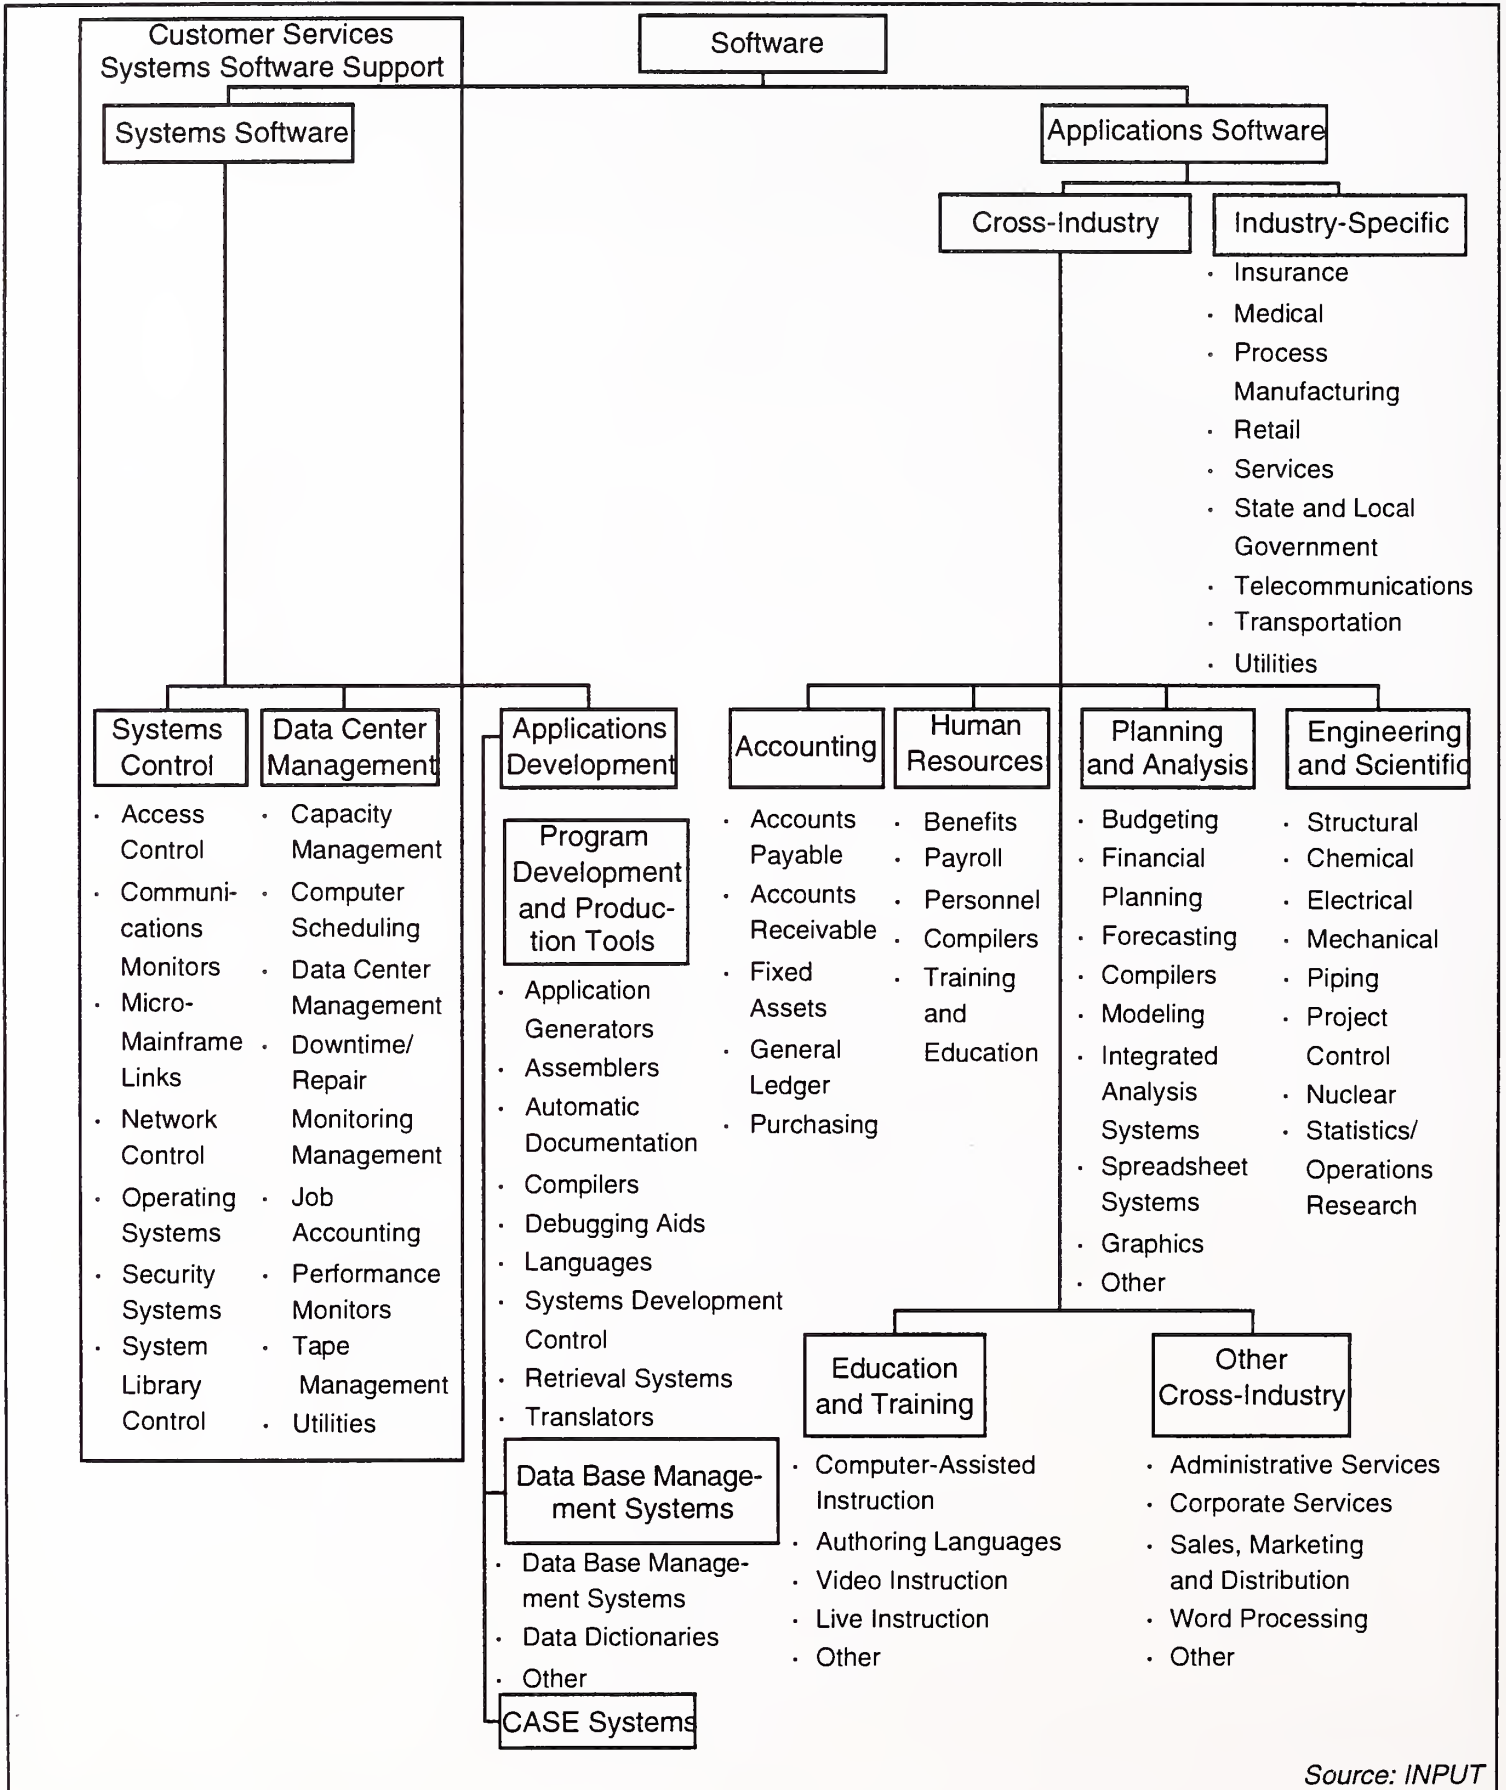 Customer Services
Systems Software Support
Software
Systems Software
Applications Software
Cross-Industry
Industry-Specific
· Insurance
· Medical
· Process
Manufacturing
· Retail
· Services
· State and Local
Government
· Telecommunications
· Transportation
· Utilities
Systems
Control
· Access
Control
· Communi-
cations
Monitors
· Micro-
Mainframe
Links
· Network
Control
· Operating
Systems
· Security
Systems
· System
Library
Control
Data Center
Management
· Capacity
Management
· Computer
Scheduling
· Data Center
Management
· Downtime/
Repair
Monitoring
Management
· Job
Accounting
· Performance
Monitors
· Tape
Management
· Utilities
Applications
Development
Program
Development
and Produc-
tion Tools
· Application
Generators
· Assemblers
· Automatic
Documentation
· Compilers
· Debugging Aids
· Languages
· Systems Development
Control
· Retrieval Systems
· Translators
Data Base Manage-
ment Systems
· Data Base Manage-
ment Systems
· Data Dictionaries
· Other
CASE Systems
Accounting
· Accounts
Payable
· Accounts
Receivable
· Fixed
Assets
· General
Ledger
· Purchasing
Human
Resources
· Benefits
· Payroll
· Personnel
· Compilers
· Training
and
Education
Planning
and Analysis
· Budgeting
· Financial
Planning
· Forecasting
· Compilers
· Modeling
· Integrated
Analysis
Systems
· Spreadsheet
Systems
· Graphics
· Other
Engineering
and Scientific
· Structural
· Chemical
· Electrical
· Mechanical
· Piping
· Project
Control
· Nuclear
· Statistics/
Operations
Research
Education
and Training
· Computer-Assisted
Instruction
· Authoring Languages
· Video Instruction
· Live Instruction
· Other
Other
Cross-Industry
· Administrative Services
· Corporate Services
· Sales, Marketing
and Distribution
· Word Processing
· Other
Source: INPUT